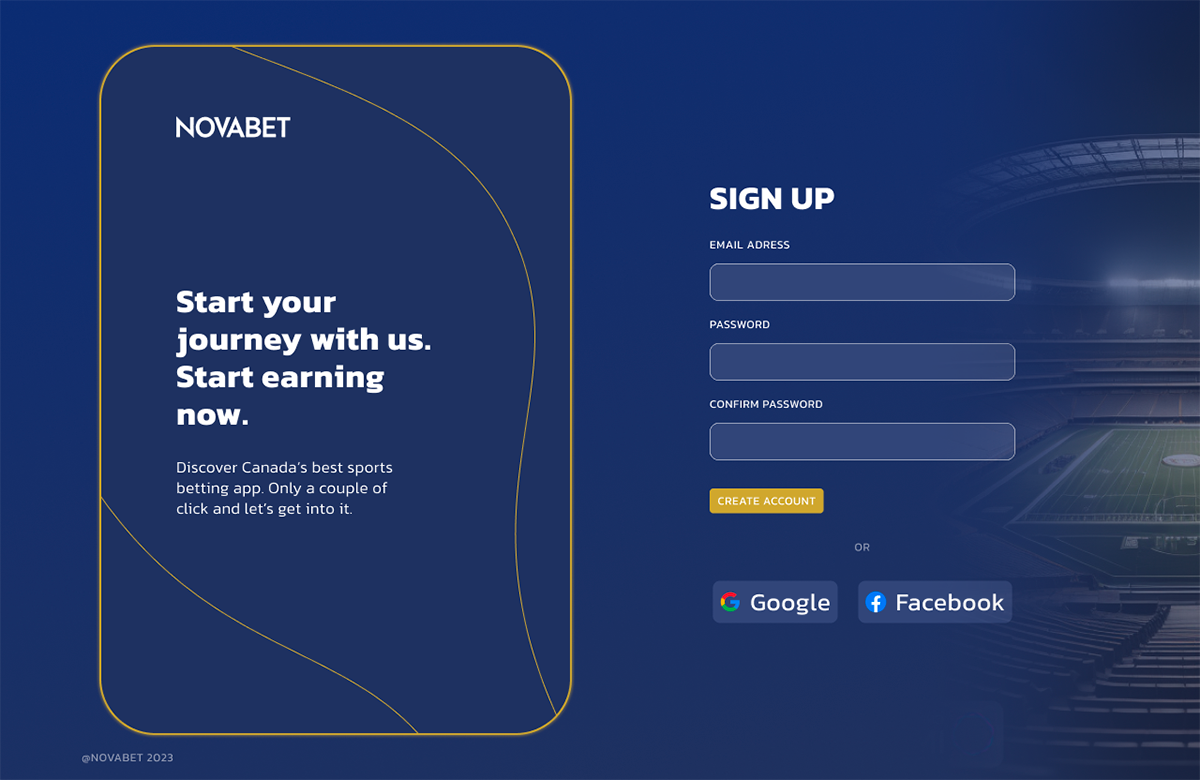 NOVABET
Start your
journey with us.
Start earning
now.
Discover Canada's best sports
betting app. Only a couple of
click and let's get into it.
SIGN UP
EMAIL ADRESS
PASSWORD
CONFIRM PASSWORD
CREATE ACCOUNT
OR
Google
Facebook
@NOVABET 2023